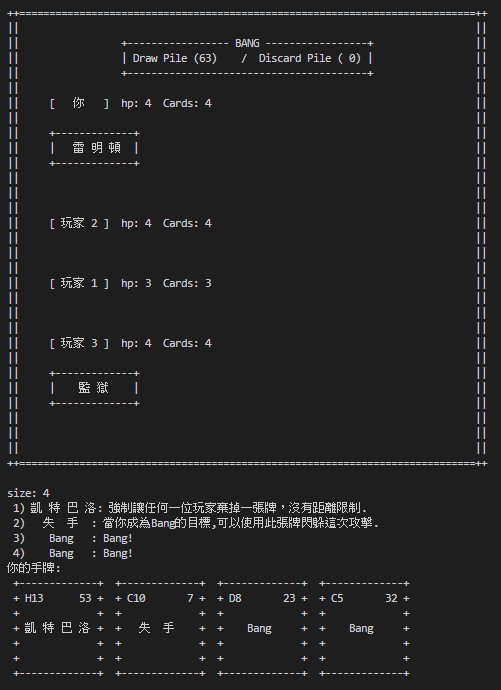 BANG
Draw Pile (63) / Discard Pile ( 0)
[ 你 ] hp: 4 Cards: 4
雷 明 頓
[ 玩家 2 ] hp: 4 Cards: 4
[ 玩家 1 ] hp: 3 Cards: 3
[ 玩家 3 ] hp: 4 Cards: 4
監 獄
size: 4
1) 凱 特 巴 洛: 強制讓任何一位玩家棄掉一張牌，沒有距離限制.
2) 失 手 : 當你成為Bang的目標,可以使用此張牌閃躲這次攻擊.
3) Bang : Bang!
4) Bang : Bang!
你的手牌:
H13 53 C10 7 D8 23 C5 32
凱 特 巴 洛 失 手 Bang Bang